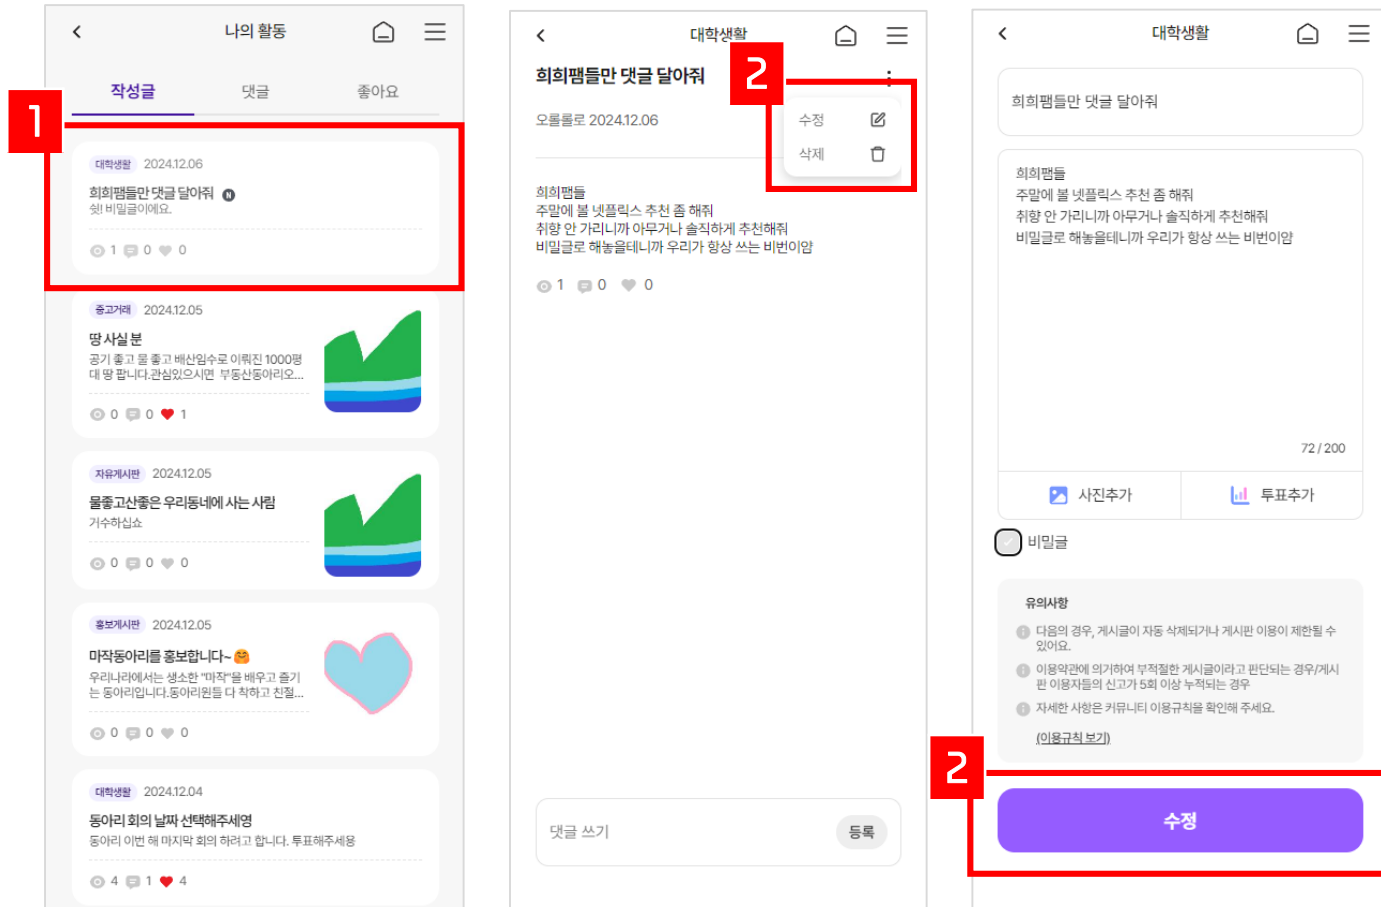 나의 활동
작성글
댓글
좋아요
1
대학생활 2024.12.06
희희팸들만 댓글 달아줘 N
쉿! 비밀글이에요.
1 0 0
중고거래 2024.12.05
땅 사실 분
공기 좋고 물 좋고 배산임수로 이뤄진 1000평
대 땅 팝니다.관심있으시면 부동산동아리오...
0 0 1
자유게시판 2024.12.05
물좋고산좋은 우리동네에 사는 사람
거수하십쇼
0 0 0
홍보게시판 2024.12.05
마작동아리를 홍보합니다~ 🤗
우리나라에서는 생소한 "마작"을 배우고 즐기
는 동아리입니다.동아리원들 다 착하고 친절...
0 0 0
대학생활 2024.12.04
동아리 회의 날짜 선택해주세영
동아리 이번 해 마지막 회의 하려고 합니다. 투표해주세용
4 1 4
대학생활
희희팸들만 댓글 달아줘
2
오롤롤로 2024.12.06
수정
삭제
희희팸들
주말에 볼 넷플릭스 추천 좀 해줘
취향 안 가리니까 아무거나 솔직하게 추천해줘
비밀글로 해놓을테니까 우리가 항상 쓰는 비번이얌
1 0 0
댓글 쓰기
등록
대학생활
희희팸들만 댓글 달아줘
희희팸들
주말에 볼 넷플릭스 추천 좀 해줘
취향 안 가리니까 아무거나 솔직하게 추천해줘
비밀글로 해놓을테니까 우리가 항상 쓰는 비번이얌
72 / 200
사진추가
투표추가
비밀글
유의사항
다음의 경우, 게시글이 자동 삭제되거나 게시판 이용이 제한될 수
있어요.
이용약관에 의거하여 부적절한 게시글이라고 판단되는 경우/게시
판 이용자들의 신고가 5회 이상 누적되는 경우
자세한 사항은 커뮤니티 이용규칙을 확인해 주세요.
(이용규칙 보기)
2
수정